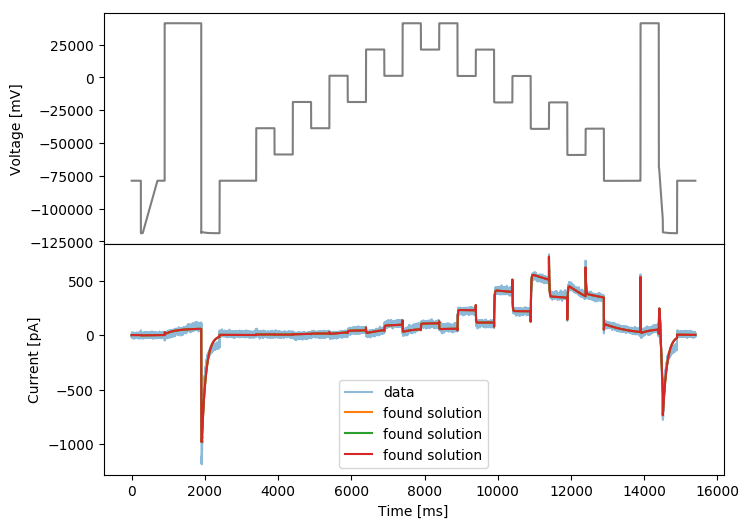 Voltage [mV]
25000
0
−25000
−50000
−75000
−100000
−125000
Current [pA]
500
0
−500
−1000
data
found solution
found solution
found solution
0
2000
4000
6000
8000
10000
12000
14000
16000
Time [ms]